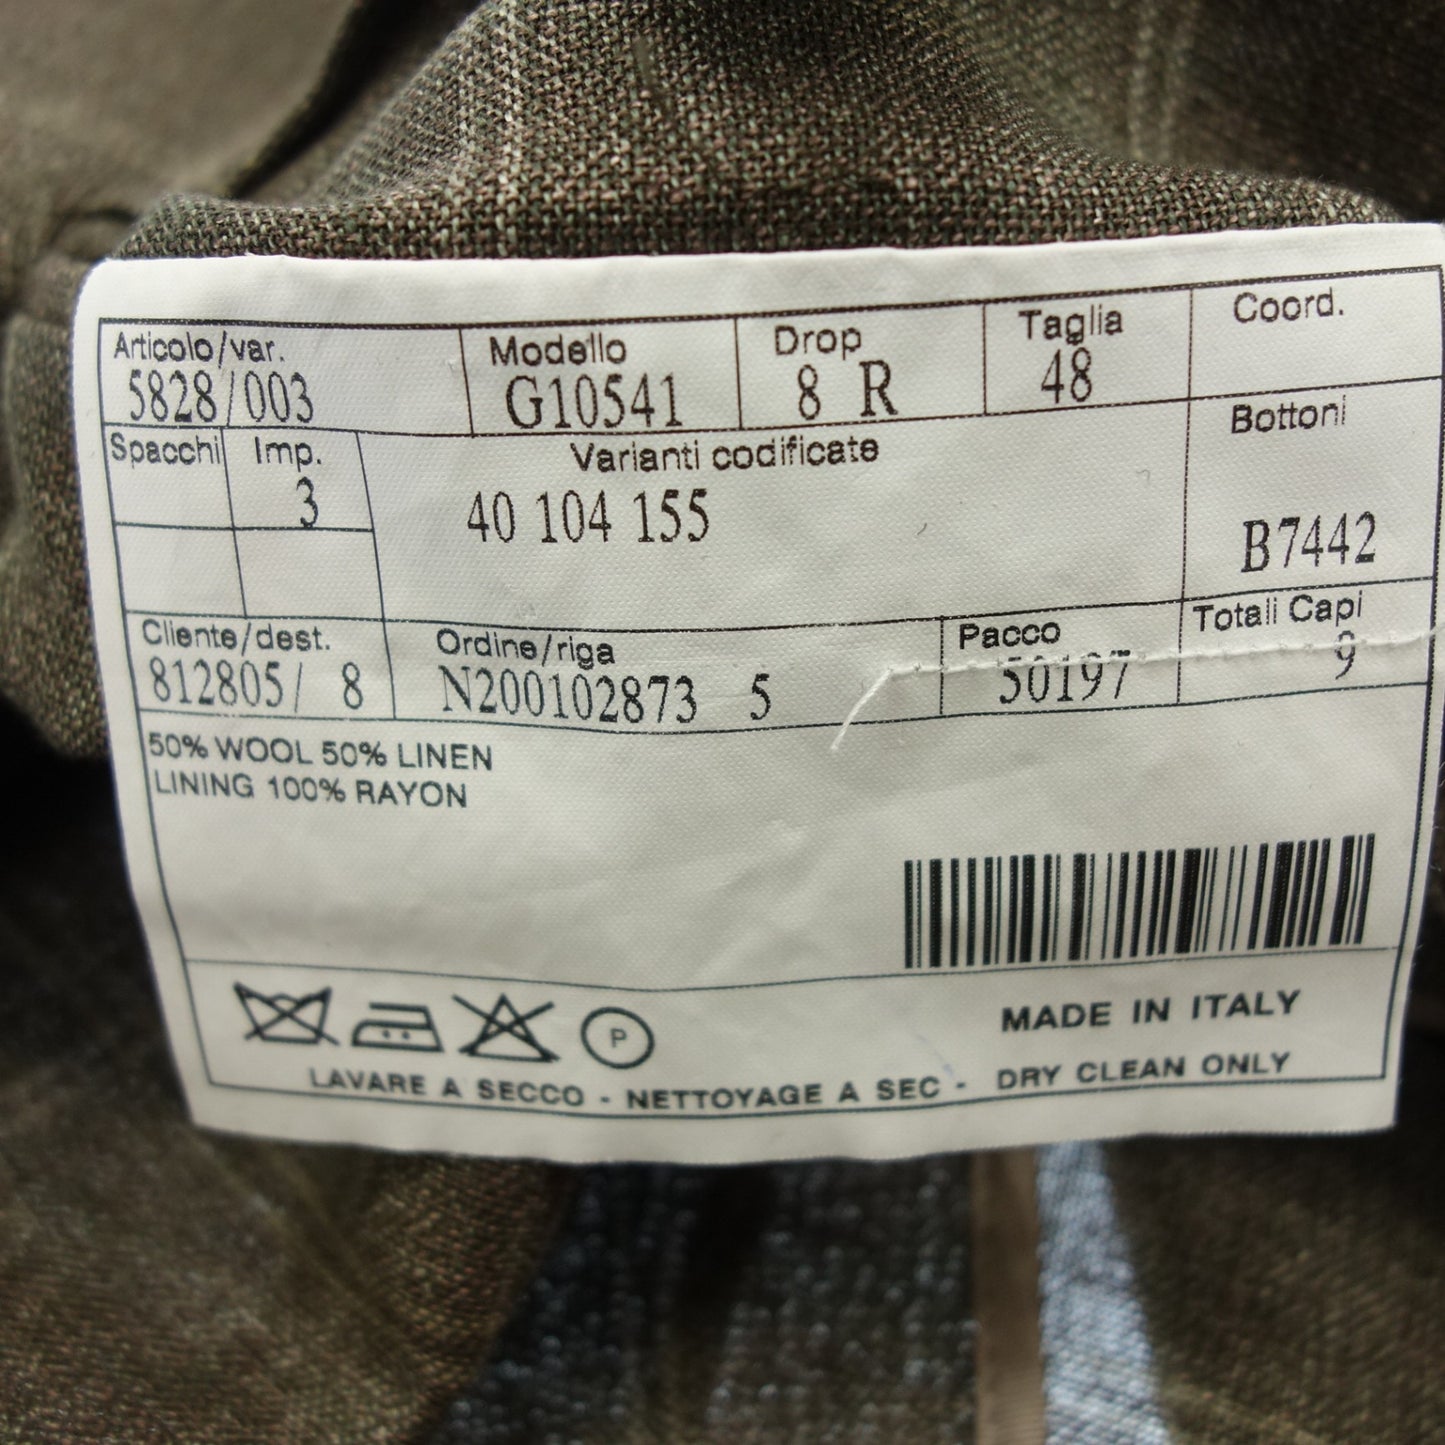 Articolo/var. Modello Drop Taglia Coord.
5828/003 G10541 8 R 48
Spacchi Imp. Varianti codificate Bottoni
3 40 104 155 B7442
Cliente/dest. Ordine/riga Pacco Totali Capi
812805/ 8 N200102873 5 50197 9
50% WOOL 50% LINEN
LINING 100% RAYON
P
MADE IN ITALY
LAVARE A SECCO - NETTOYAGE A SEC - DRY CLEAN ONLY